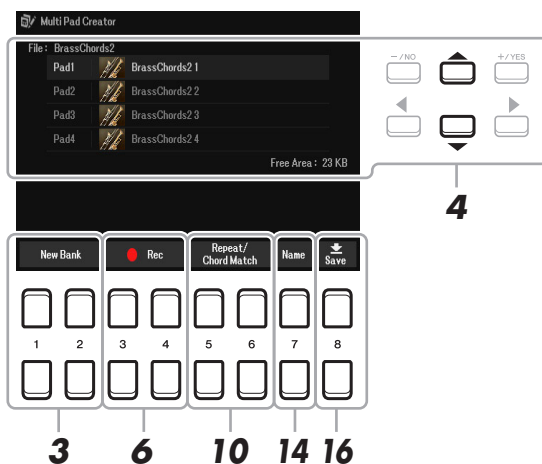 Multi Pad Creator
File : BrassChords2
Pad1 BrassChords2 1
Pad2 BrassChords2 2
Pad3 BrassChords2 3
Pad4 BrassChords2 4
Free Area : 23 KB
−/NO
+/YES
4
New Bank
Rec
Repeat/
Chord Match
Name
Save
1 2 3 4 5 6 7 8
3 6 10 14 16